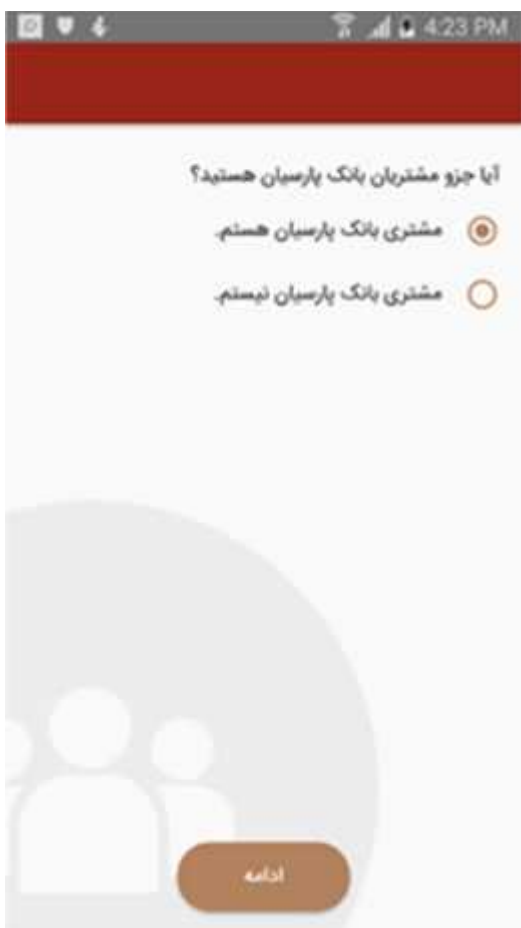 4:23 PM
آیا جزو مشتریان بانک پارسیان هستید؟
مشتری بانک پارسیان هستم.
مشتری بانک پارسیان نیستم.
ادامه